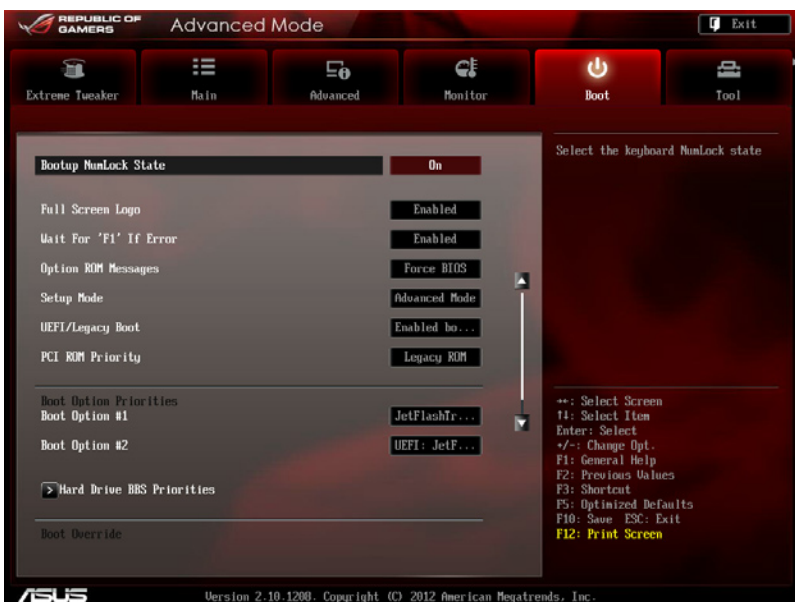 REPUBLIC OF GAMERS
Advanced Mode
Exit
Extreme Tweaker
Main
Advanced
Monitor
Boot
Tool
Bootup NumLock State On
Select the keyboard NumLock state
Full Screen Logo Enabled
Wait For 'F1' If Error Enabled
Option ROM Messages Force BIOS
Setup Mode Advanced Mode
UEFI/Legacy Boot Enabled bo...
PCI ROM Priority Legacy ROM
Boot Option Priorities
Boot Option #1 JetFlashTr...
Boot Option #2 UEFI: JetF...
>Hard Drive BBS Priorities
Boot Override
→←: Select Screen
↑↓: Select Item
Enter: Select
+/-: Change Opt.
F1: General Help
F2: Previous Values
F3: Shortcut
F5: Optimized Defaults
F10: Save ESC: Exit
F12: Print Screen
ASUS
Version 2.10.1208. Copyright (C) 2012 American Megatrends, Inc.